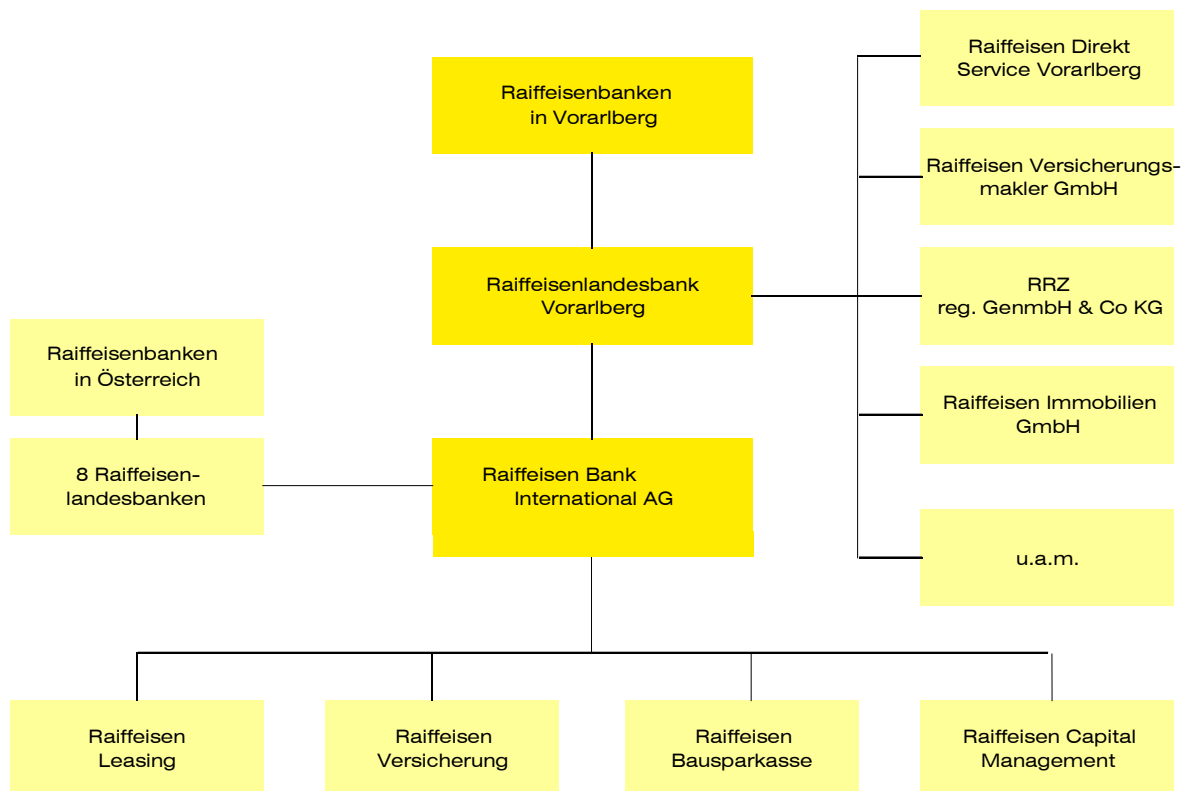 Raiffeisenbanken
in Vorarlberg
Raiffeisenlandesbank
Vorarlberg
Raiffeisen Bank
International AG
Raiffeisenbanken
in Österreich
8 Raiffeisen-
landesbanken
Raiffeisen Direkt
Service Vorarlberg
Raiffeisen Versicherungs-
makler GmbH
RRZ
reg. GenmbH & Co KG
Raiffeisen Immobilien
GmbH
u.a.m.
Raiffeisen
Leasing
Raiffeisen
Versicherung
Raiffeisen
Bausparkasse
Raiffeisen Capital
Management